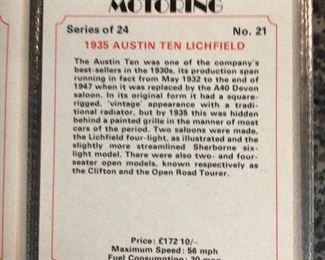 MOTORING
Series of 24 No. 21
1935 AUSTIN TEN LICHFIELD
The Austin Ten was one of the company's
best-sellers in the 1930s, its production span
running in fact from May 1932 to the end of
1947 when it was replaced by the A40 Devon
saloon. In its original form it had a square-
rigged, 'vintage' appearance with a tradi-
tional radiator, but by 1935 this was hidden
behind a painted grille in the manner of most
cars of the period. Two saloons were made,
the Lichfield four-light, as illustrated and the
slightly more streamlined Sherborne six-
light model. There were also two- and four-
seater open models, known respectively as
the Clifton and the Open Road Tourer.
Price: £172 10/-
Maximum Speed: 56 mph
Fuel Consumption: 30 mpg